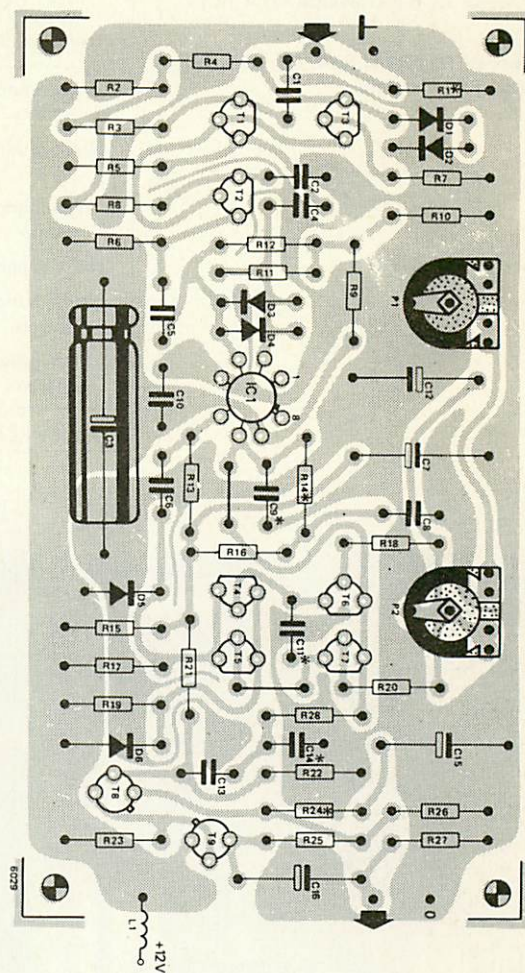 R4
C1
R2
R1*
R3
T1
T3
D1
D2
R5
R7
C2
T2
R8
C4
R10
R6
R12
R11
R9
D3
P1
C5
D4
1
C10
IC1
C12
8
C3
R13
R14*
C7
C6
C9*
C8
R16
R18
D5
T4
T6
P2
R15
C11*
R17
T5
T7
R21
R20
R19
R28
D6
C14*
C15
C13
R22
T8
R24*
R26
R23
T9
R25
R27
6029
C16
0
L1
+12V